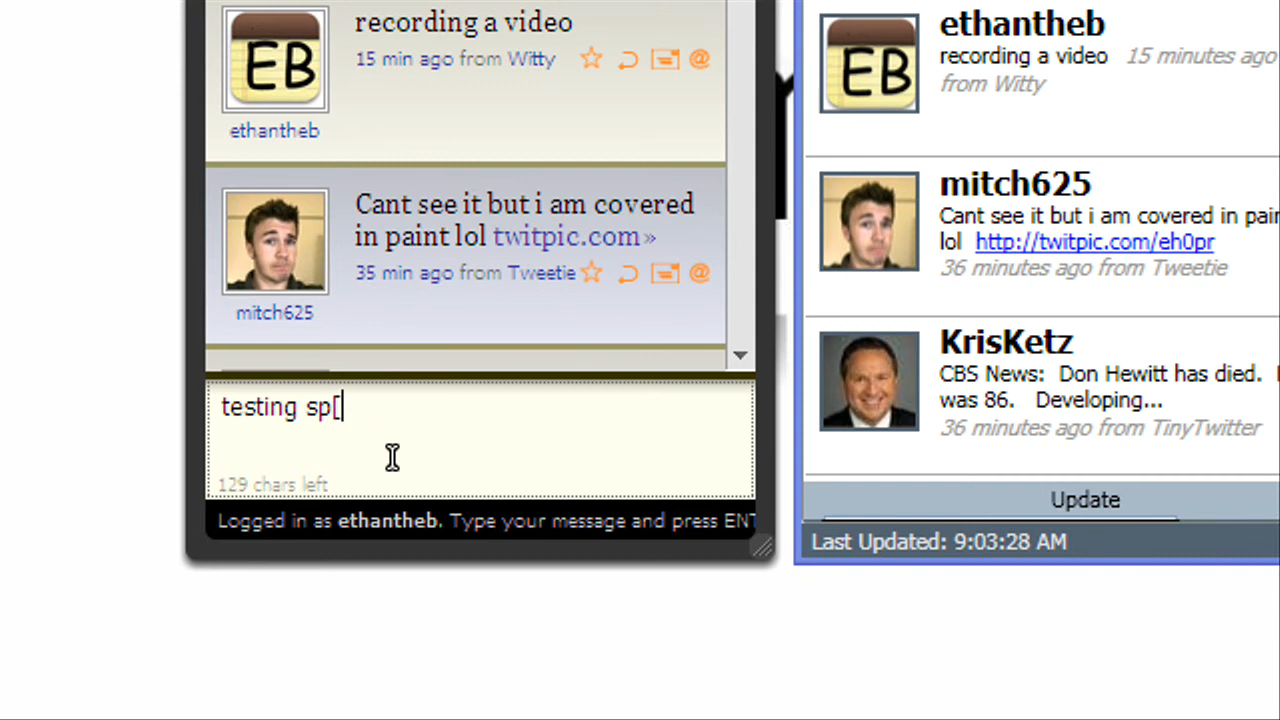 recording a video
15 min ago from Witty
@
EB
ethantheb
Cant see it but i am covered
in paint lol twitpic.com»
35 min ago from Tweetie
@
mitch625
testing sp[
129 chars left
Logged in as ethantheb. Type your message and press ENT
ethantheb
EB
recording a video 15 minutes ago
from Witty
mitch625
Cant see it but i am covered in pain
lol http://twitpic.com/eh0pr
36 minutes ago from Tweetie
KrisKetz
CBS News: Don Hewitt has died.
was 86. Developing...
36 minutes ago from TinyTwitter
Update
Last Updated: 9:03:28 AM